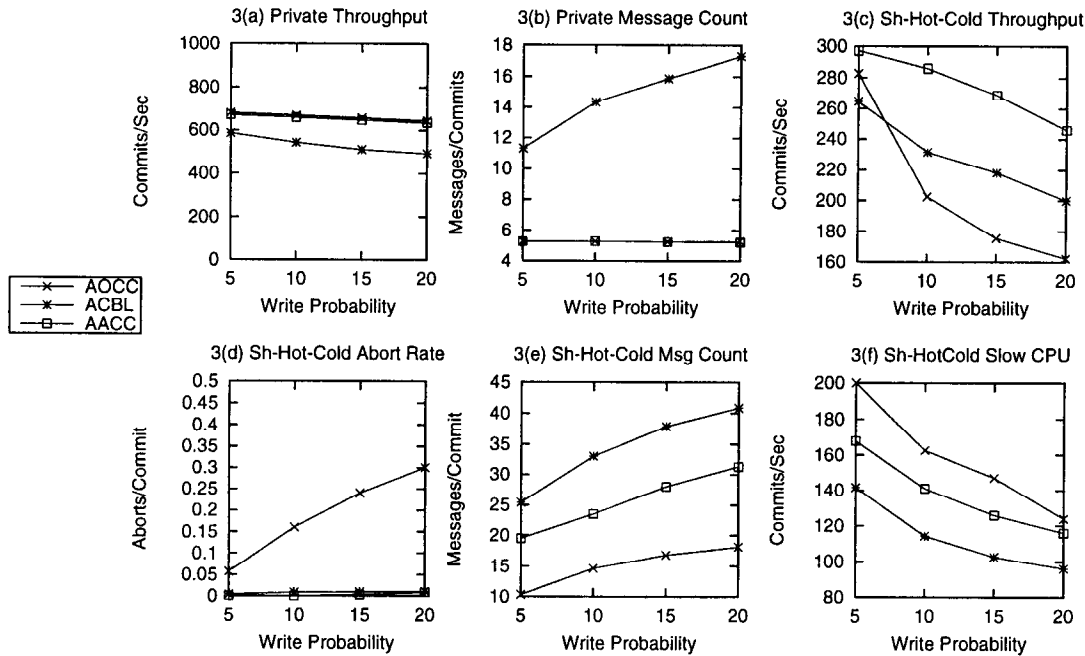 3(a) Private Throughput
1000
800
600
400
200
0
Commits/Sec
5 10 15 20
Write Probability
3(b) Private Message Count
18
16
14
12
10
8
6
4
Messages/Commits
5 10 15 20
Write Probability
3(c) Sh-Hot-Cold Throughput
300
280
260
240
220
200
180
160
Commits/Sec
5 10 15 20
Write Probability
AOCC
ACBL
AACC
3(d) Sh-Hot-Cold Abort Rate
0.5
0.45
0.4
0.35
0.3
0.25
0.2
0.15
0.1
0.05
0
Aborts/Commit
5 10 15 20
Write Probability
3(e) Sh-Hot-Cold Msg Count
45
40
35
30
25
20
15
10
Messages/Commit
5 10 15 20
Write Probability
3(f) Sh-HotCold Slow CPU
200
180
160
140
120
100
80
Commits/Sec
5 10 15 20
Write Probability